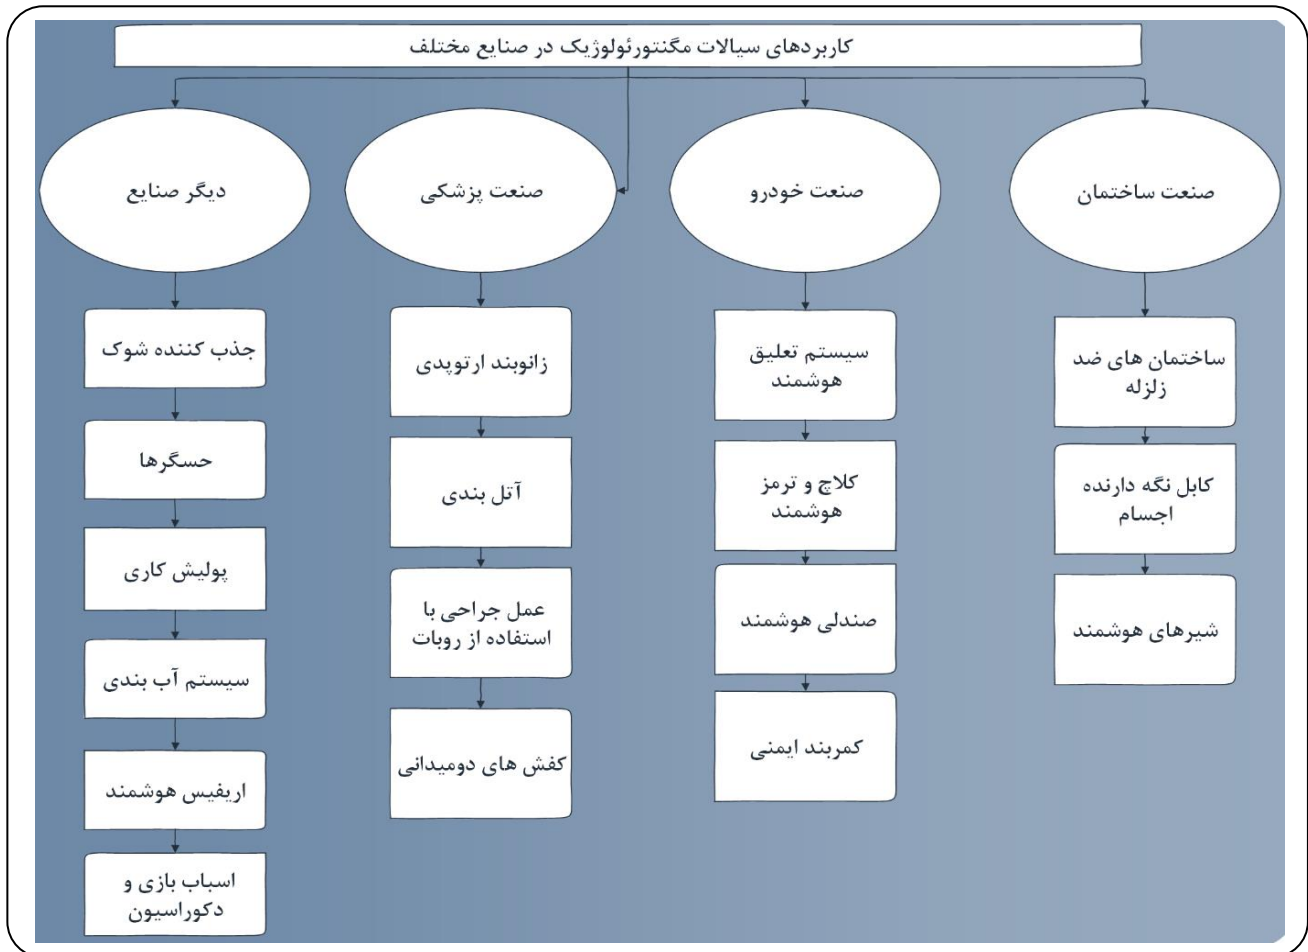 کاربردهای سیالات مگنتورئولوژیک در صنایع مختلف
صنعت ساختمان
ساختمان های ضد
زلزله
کابل نگه دارنده
اجسام
شیرهای هوشمند
صنعت خودرو
سیستم تعلیق
هوشمند
کلاچ و ترمز
هوشمند
صندلی هوشمند
کمربند ایمنی
صنعت پزشکی
زانوبند ارتوپدی
آتل بندی
عمل جراحی با
استفاده از روبات
کفش های دومیدانی
دیگر صنایع
جذب کننده شوک
حسگرها
پولیش کاری
سیستم آب بندی
اریفیس هوشمند
اسباب بازی و
دکوراسیون